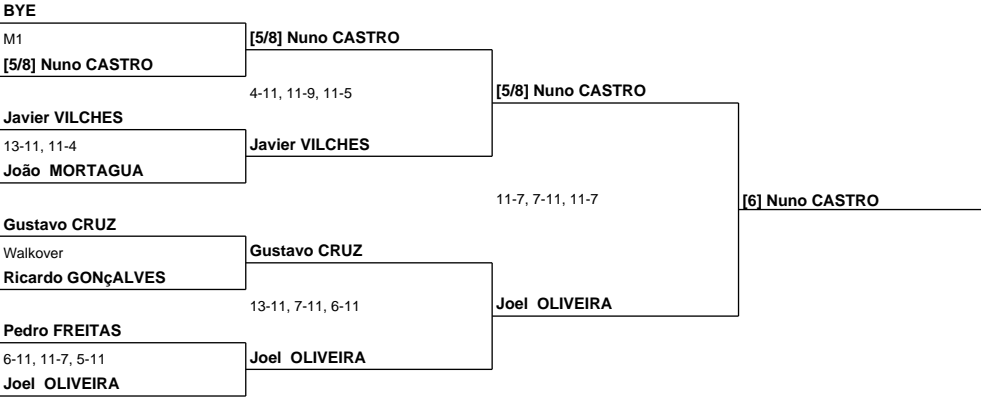 BYE
M1
[5/8] Nuno CASTRO
[5/8] Nuno CASTRO
4-11, 11-9, 11-5
Javier VILCHES
13-11, 11-4
João MORTAGUA
Javier VILCHES
[5/8] Nuno CASTRO
11-7, 7-11, 11-7
[6] Nuno CASTRO
Gustavo CRUZ
Walkover
Ricardo GONçALVES
Gustavo CRUZ
13-11, 7-11, 6-11
Joel OLIVEIRA
Pedro FREITAS
6-11, 11-7, 5-11
Joel OLIVEIRA
Joel OLIVEIRA